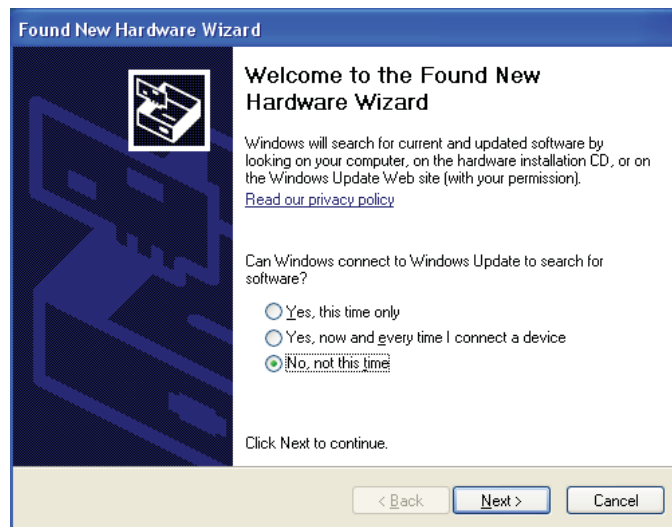 Found New Hardware Wizard
Welcome to the Found New
Hardware Wizard
Windows will search for current and updated software by
looking on your computer, on the hardware installation CD, or on
the Windows Update Web site (with your permission).
Read our privacy policy
Can Windows connect to Windows Update to search for
software?
Yes, this time only
Yes, now and every time I connect a device
No, not this time
Click Next to continue.
< Back Next > Cancel